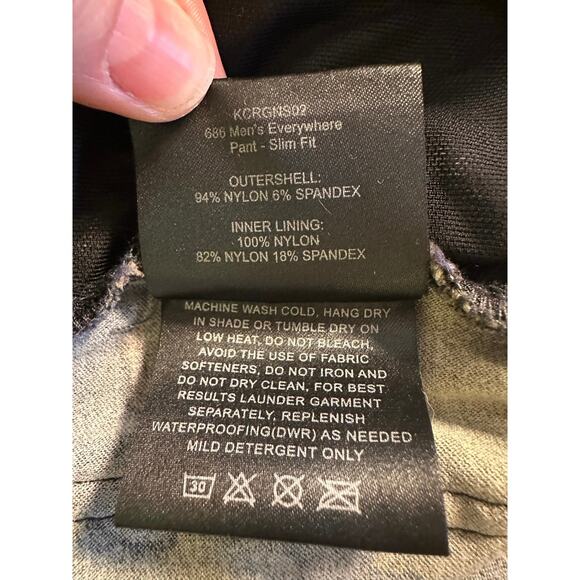 KCRGNS02
686 Men's Everywhere
Pant - Slim Fit
OUTERSHELL:
94% NYLON 6% SPANDEX
INNER LINING:
100% NYLON
82% NYLON 18% SPANDEX
MACHINE WASH COLD, HANG DRY
IN SHADE OR TUMBLE DRY ON
LOW HEAT, DO NOT BLEACH,
AVOID THE USE OF FABRIC
SOFTENERS, DO NOT IRON AND
DO NOT DRY CLEAN, FOR BEST
RESULTS LAUNDER GARMENT
SEPARATELY, REPLENISH
WATERPROOFING(DWR) AS NEEDED
MILD DETERGENT ONLY
30